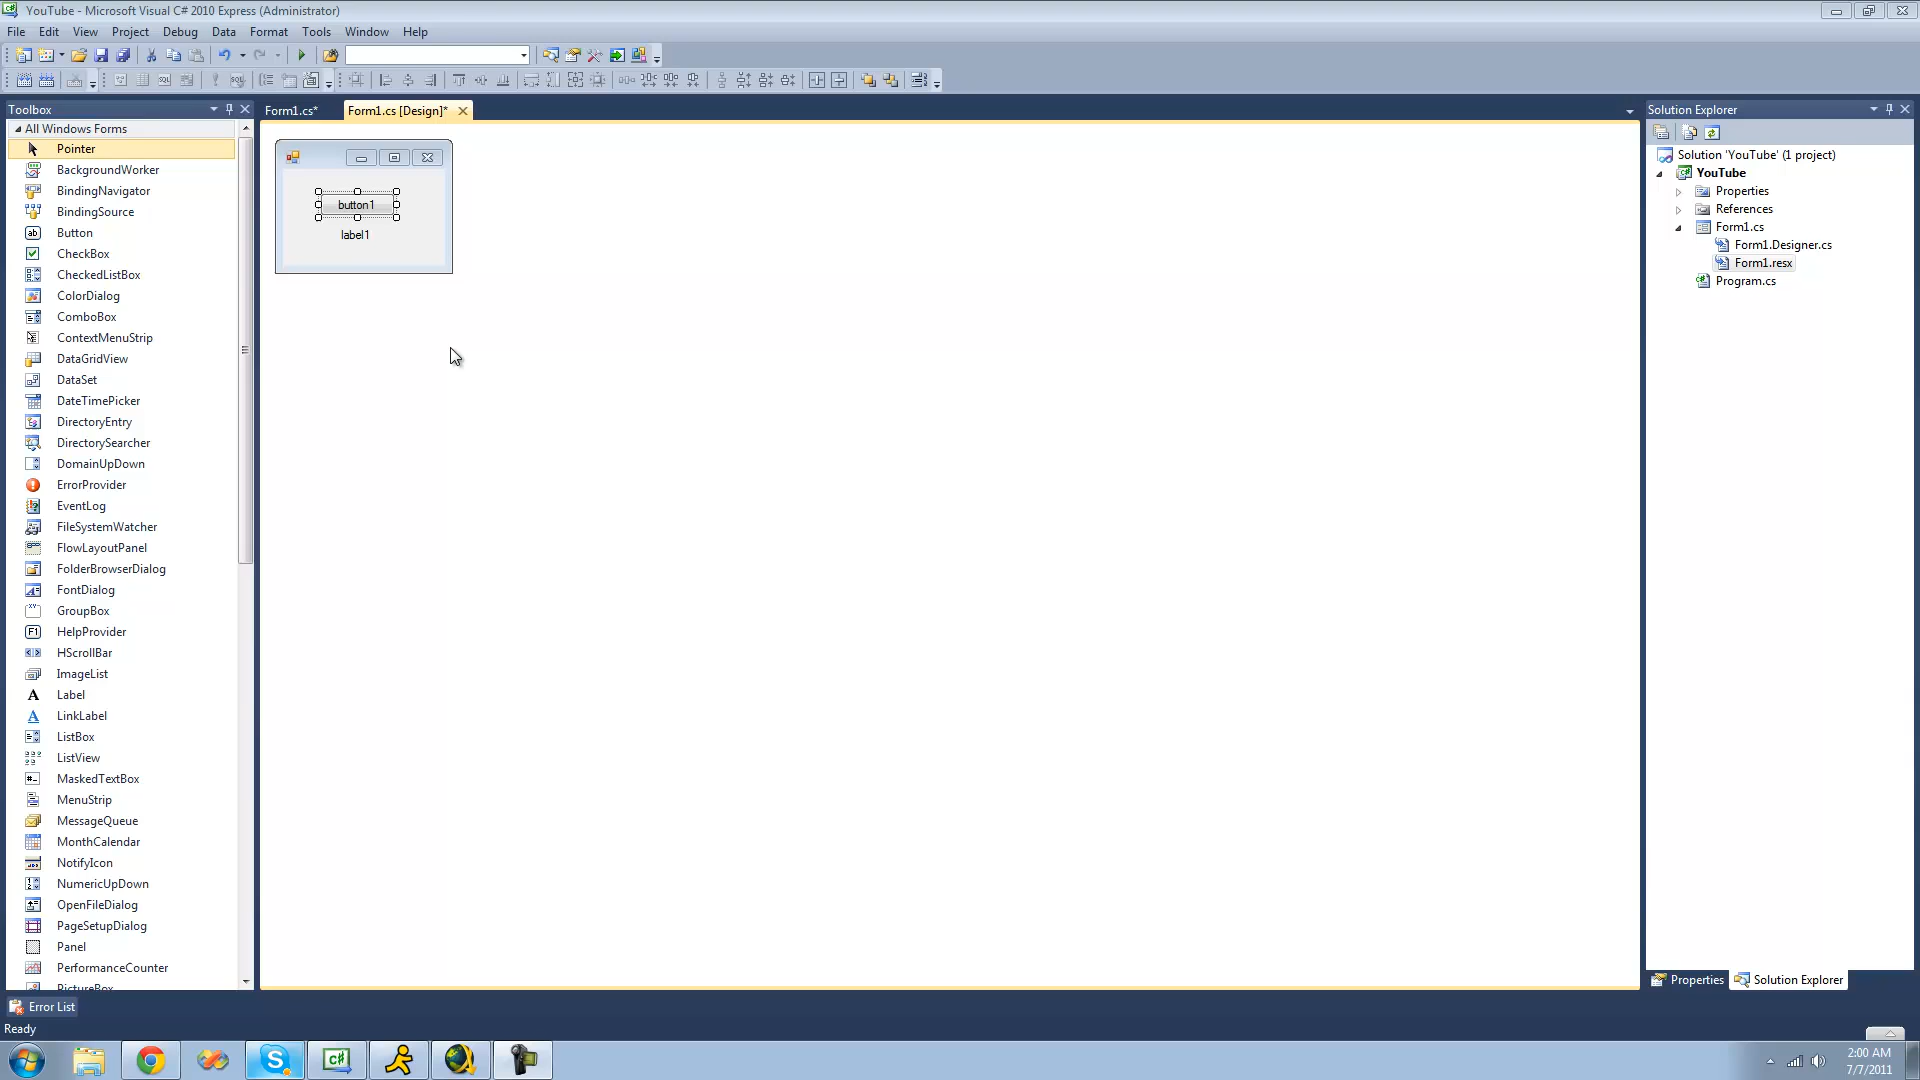 YouTube - Microsoft Visual C# 2010 Express (Administrator)
File Edit View Project Debug Data Format Tools Window Help
Toolbox
All Windows Forms
Pointer
BackgroundWorker
BindingNavigator
BindingSource
Button
CheckBox
CheckedListBox
ColorDialog
ComboBox
ContextMenuStrip
DataGridView
DataSet
DateTimePicker
DirectoryEntry
DirectorySearcher
DomainUpDown
ErrorProvider
EventLog
FileSystemWatcher
FlowLayoutPanel
FolderBrowserDialog
FontDialog
GroupBox
HelpProvider
HScrollBar
ImageList
Label
LinkLabel
ListBox
ListView
MaskedTextBox
MenuStrip
MessageQueue
MonthCalendar
NotifyIcon
NumericUpDown
OpenFileDialog
PageSetupDialog
Panel
PerformanceCounter
PictureBox
Form1.cs* Form1.cs [Design]*
button1
label1
Solution Explorer
Solution 'YouTube' (1 project)
YouTube
Properties
References
Form1.cs
Form1.Designer.cs
Form1.resx
Program.cs
Properties Solution Explorer
Error List
Ready
2:00 AM
7/7/2011